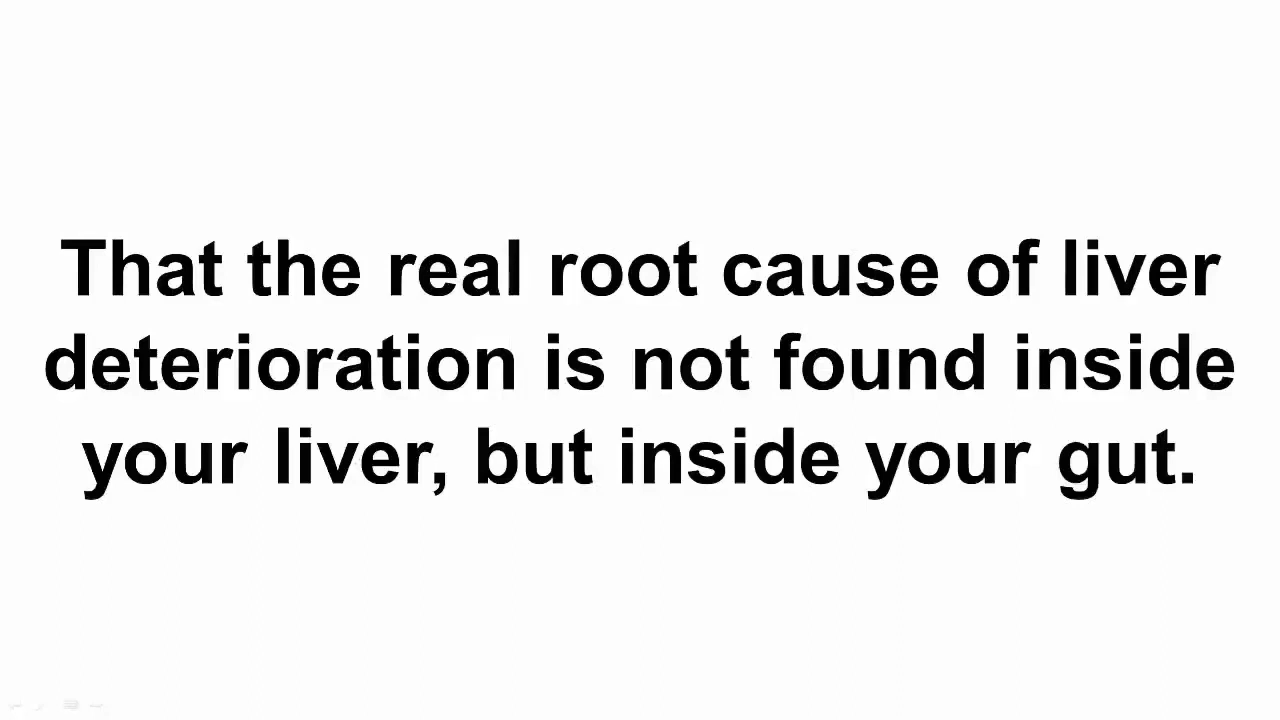 That the real root cause of liver
deterioration is not found inside
your liver, but inside your gut.